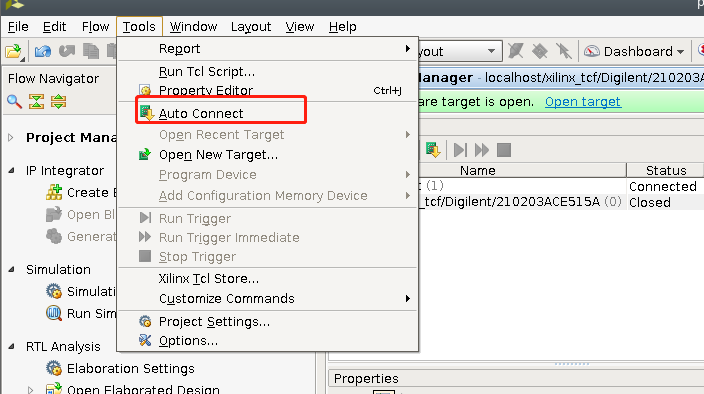 File Edit Flow Tools Window Layout View Help
Report
Run Tcl Script...
Property Editor Ctrl+J
Auto Connect
Open Recent Target
Open New Target...
Program Device
Add Configuration Memory Device
Run Trigger
Run Trigger Immediate
Stop Trigger
Xilinx Tcl Store...
Customize Commands
Project Settings...
Options...
Flow Navigator
Project Mana
IP Integrator
Create B
Open Bl
Generat
Simulation
Simulati
Run Sim
RTL Analysis
Elaboration Settings
Open Elaborated Design
yout
Dashboard
Manager - localhost/xilinx_tcf/Digilent/210203
are target is open. Open target
Name Status
t (1) Connected
_tcf/Digilent/210203ACE515A (0) Closed
Properties